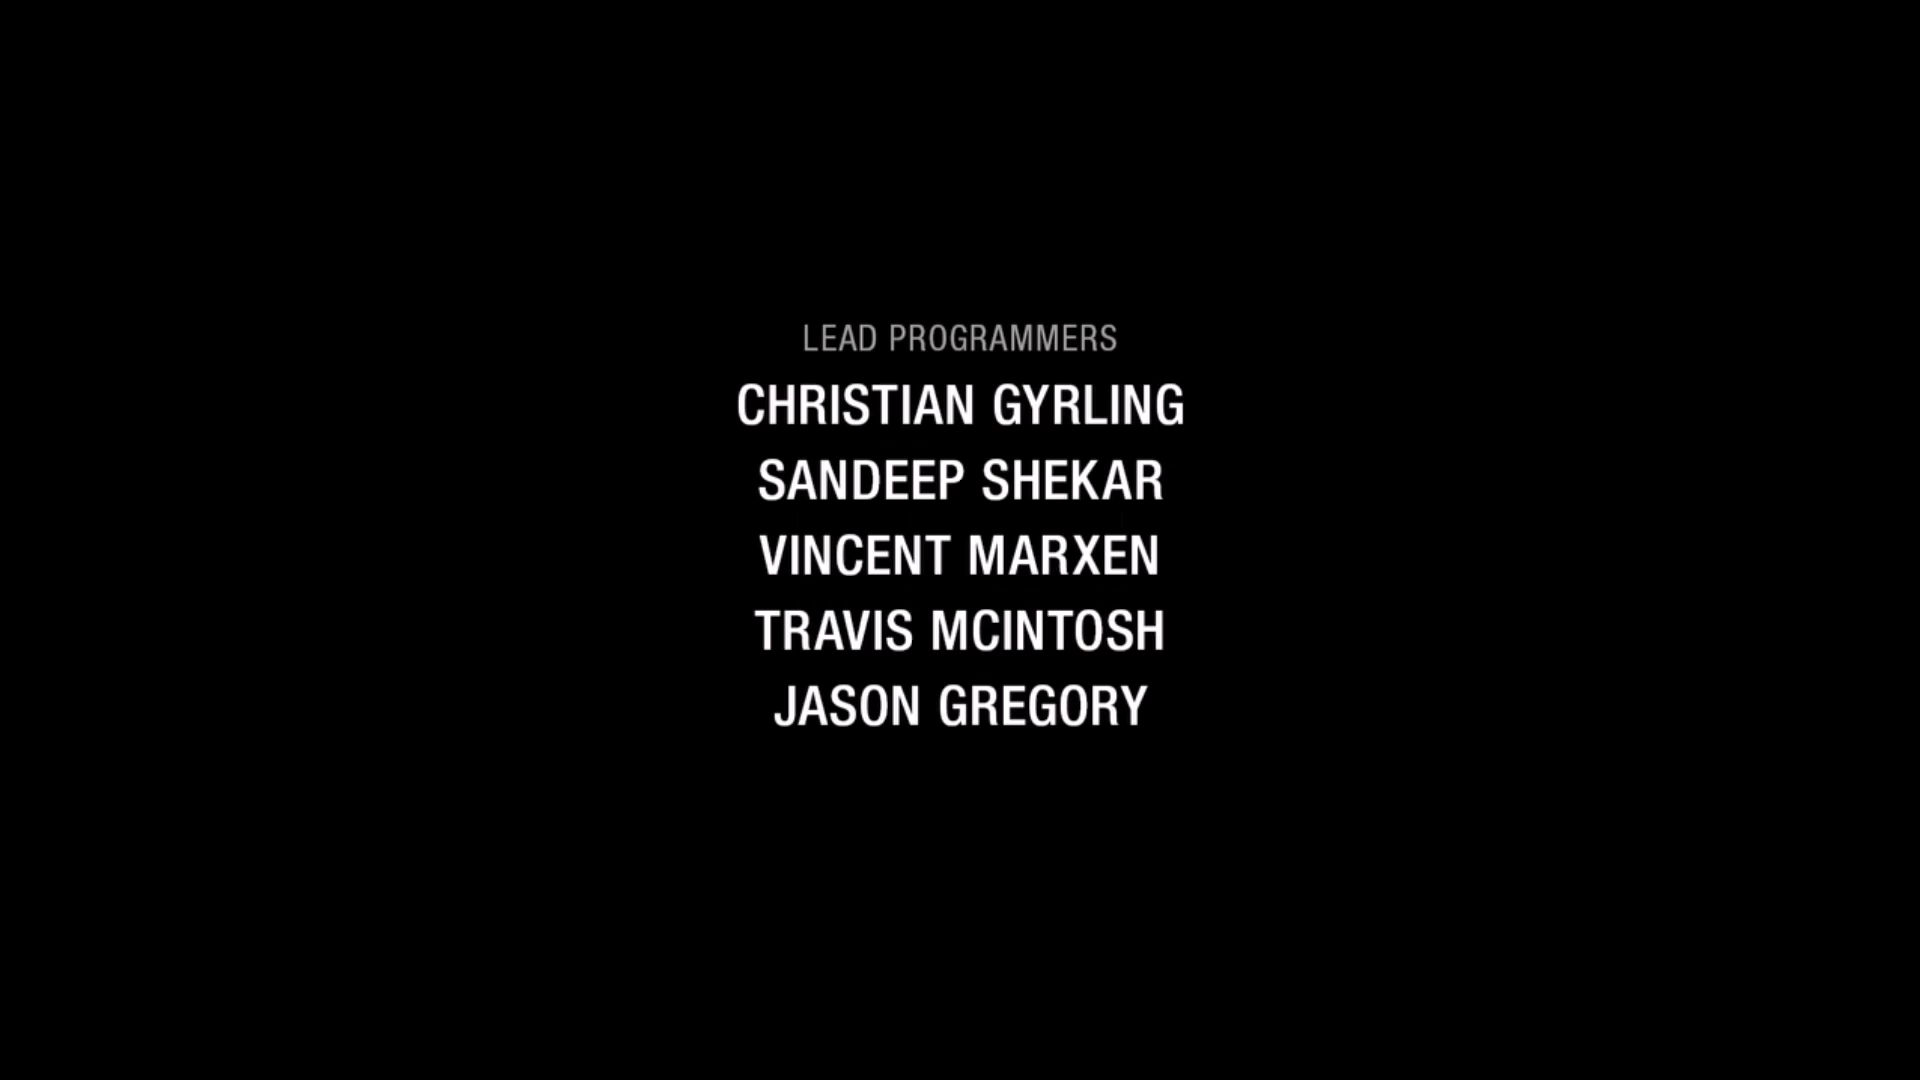 LEAD PROGRAMMERS
CHRISTIAN GYRLING
SANDEEP SHEKAR
VINCENT MARXEN
TRAVIS MCINTOSH
JASON GREGORY